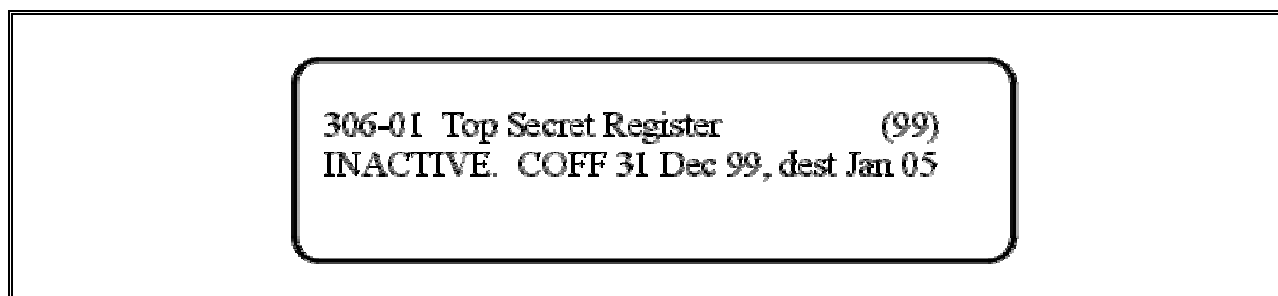 306-01 Top Secret Register (99)
INACTIVE. COFF 31 Dec 99, dest Jan 05